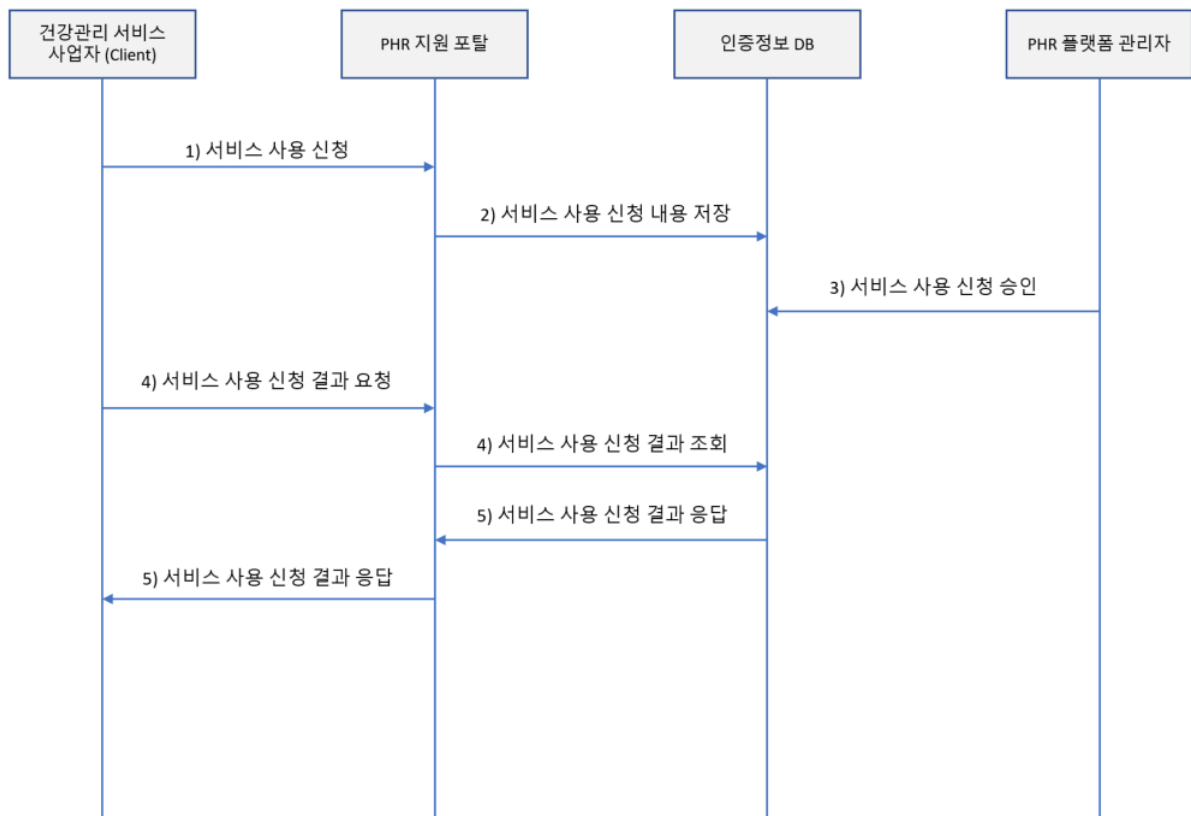 건강관리 서비스
사업자 (Client)
PHR 지원 포탈
인증정보 DB
PHR 플랫폼 관리자
1) 서비스 사용 신청
2) 서비스 사용 신청 내용 저장
3) 서비스 사용 신청 승인
4) 서비스 사용 신청 결과 요청
4) 서비스 사용 신청 결과 조회
5) 서비스 사용 신청 결과 응답
5) 서비스 사용 신청 결과 응답